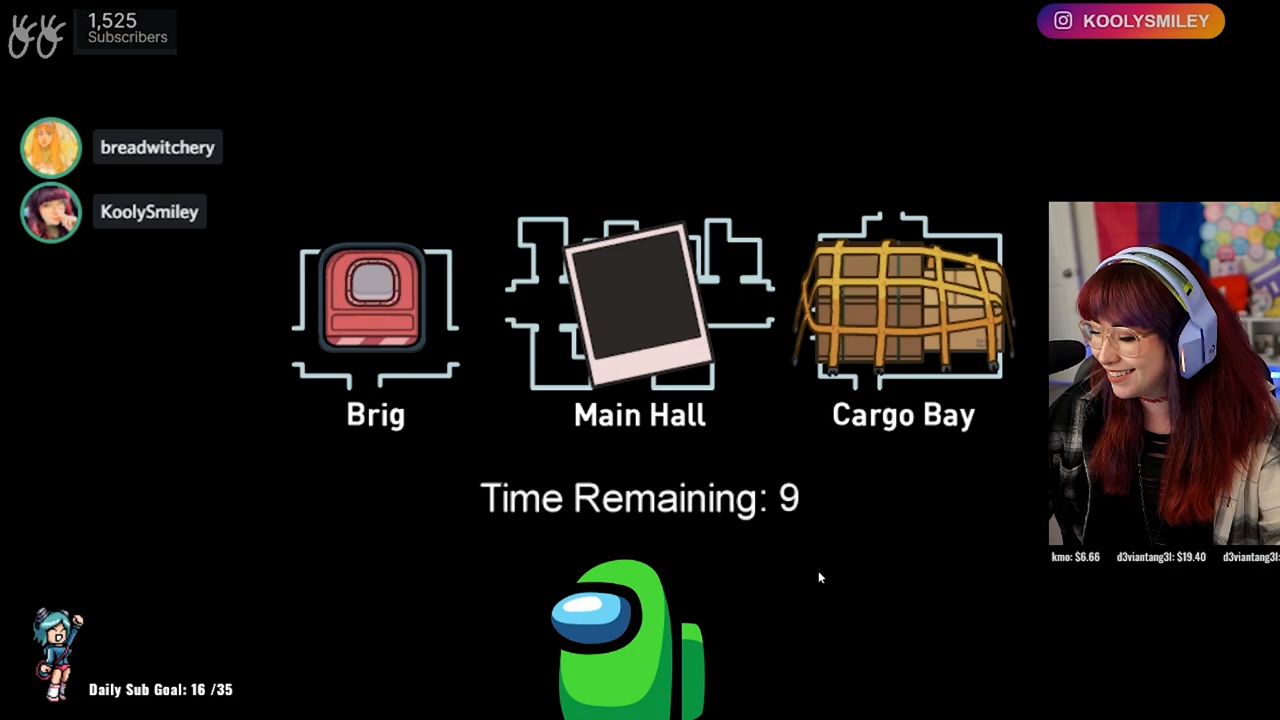 1,525
Subscribers
KOOLYSMILEY
breadwitchery
KoolySmiley
Brig
Main Hall
Cargo Bay
Time Remaining: 9
kmo: $6.66 d3viantang3l: $19.40 d3viantang3l:
Daily Sub Goal: 16 /35